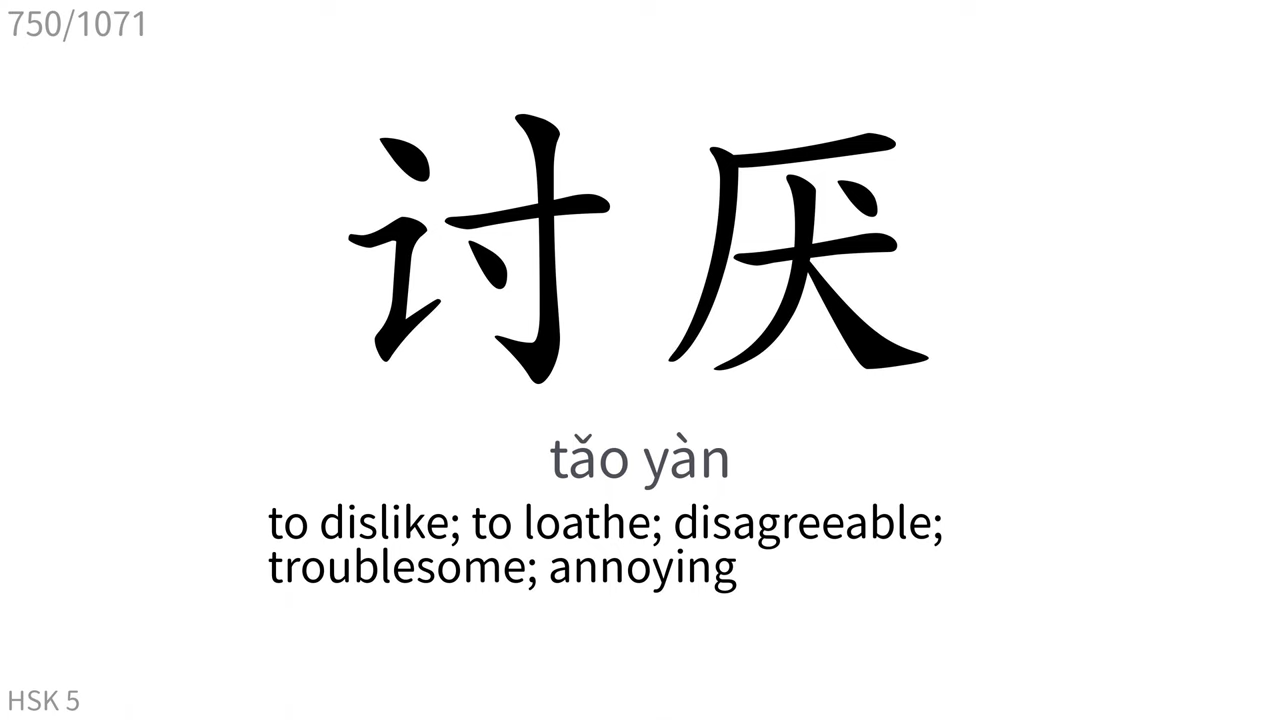 750/1071
讨厌
tǎo yàn
to dislike; to loathe; disagreeable;
troublesome; annoying
HSK 5